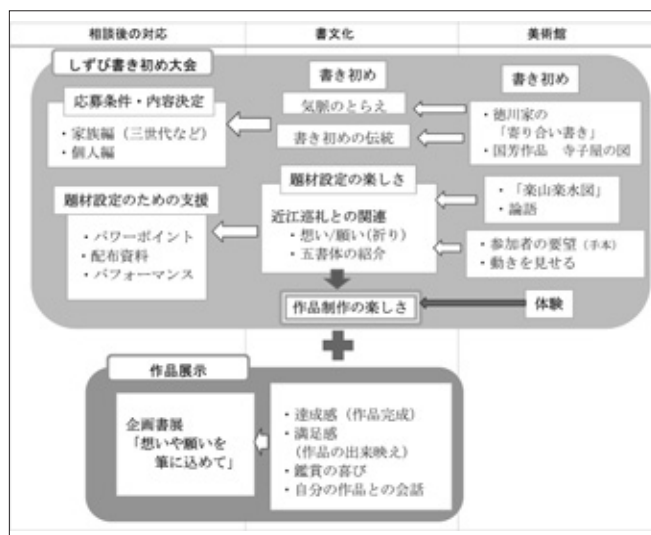 相談後の対応
書文化
美術館
しずび書き初め大会
応募条件・内容決定
・家族編（三世代など）
・個人編
書き初め
気脈のとらえ
書き初めの伝統
書き初め
・徳川家の
「寄り合い書き」
・国芳作品 寺子屋の図
題材設定のための支援
・パワーポイント
・配布資料
・パフォーマンス
題材設定の楽しさ
近江巡礼との関連
・想い/願い(祈り)
・五書体の紹介
・「楽山楽水図」
・論語
・参加者の要望（手本）
・動きを見せる
作品制作の楽しさ
体験
作品展示
企画書展
「想いや願いを
筆に込めて」
・達成感（作品完成）
・満足感
（作品の出来映え）
・鑑賞の喜び
・自分の作品との会話